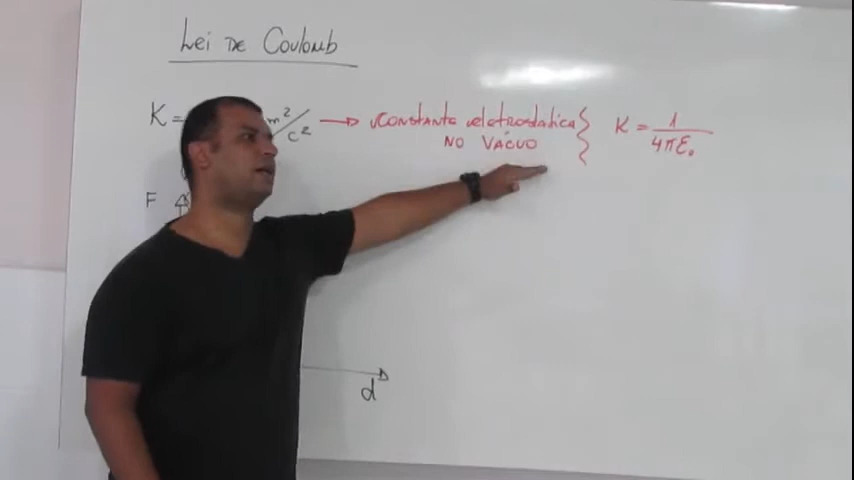 Lei De Coulomb
K = m²/C² → Constante eletrostática } K = 1/4πε₀
NO VÁCUO
F
d